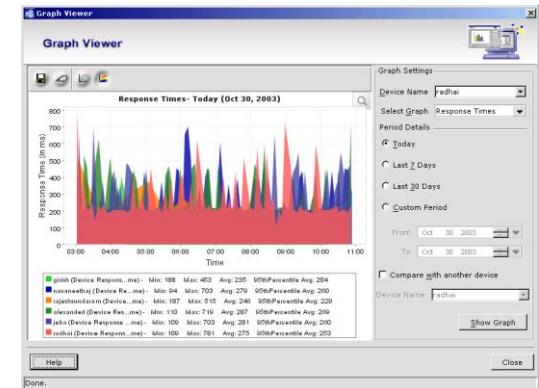 Graph Viewer
Graph Viewer
Response Times- Today (Oct 30, 2003)
800
700
600
500
400
300
200
100
0
Response Time (in ms)
03:00 04:00 05:00 06:00 07:00 08:00 09:00 10:00 11:00
Time
girish (Device Respons...me) - Min: 188 Max: 463 Avg: 235 95thPercentile Avg: 204
navaneethaj (Device Re...me) - Min: 94 Max: 703 Avg: 279 95thPercentile Avg: 260
rajeshsundaram (Device...me) - Min: 187 Max: 515 Avg: 246 95thPercentile Avg: 229
alexanded (Device Res...me) - Min: 110 Max: 719 Avg: 287 95thPercentile Avg: 269
(Device Response ...me) - Min: 109 Max: 703 Avg: 281 95thPercentile Avg: 260
radhai (Device Respons...me) - Min: 109 Max: 781 Avg: 275 95thPercentile Avg: 253
Graph Settings
Device Name radhai
Select Graph Response Times
Period Details
Today
Last 7 Days
Last 30 Days
Custom Period
From Oct 30 2003
To Oct 30 2003
Compare with another device
Device Name radhai
Show Graph
Help
Close
Done.